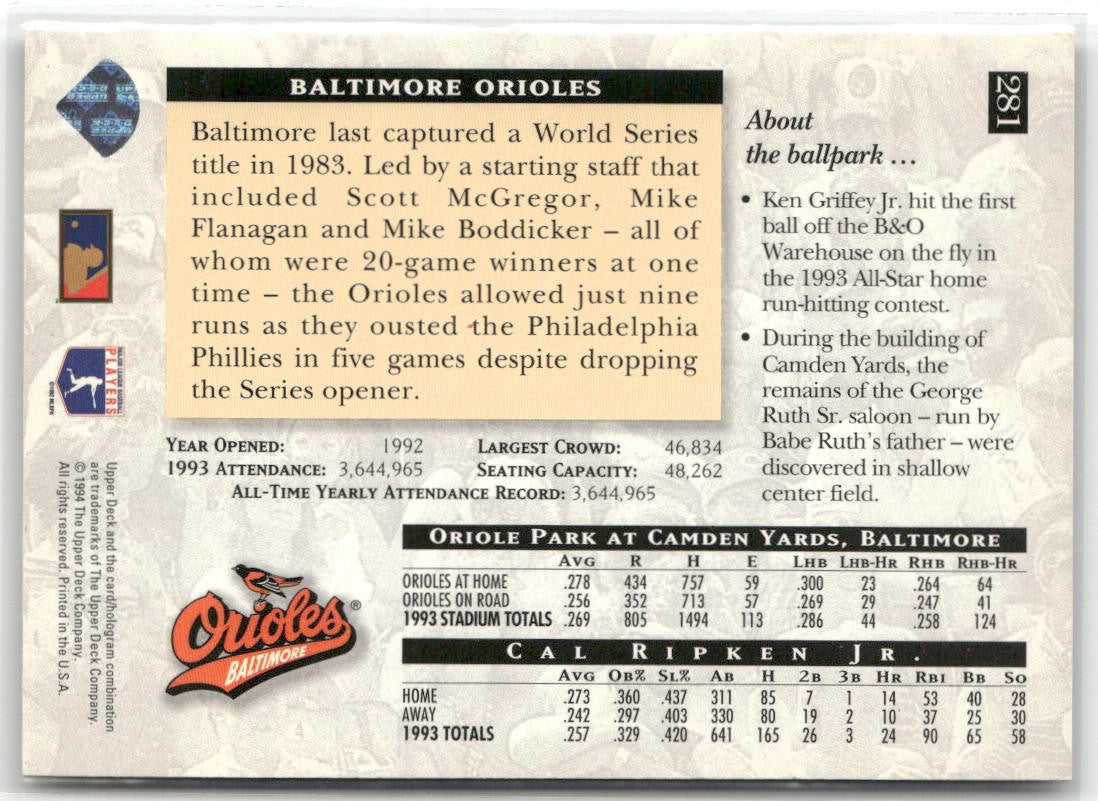 BALTIMORE ORIOLES
Baltimore last captured a World Series
title in 1983. Led by a starting staff that
included Scott McGregor, Mike
Flanagan and Mike Boddicker – all of
whom were 20-game winners at one
time – the Orioles allowed just nine
runs as they ousted the Philadelphia
Phillies in five games despite dropping
the Series opener.
281
About
the ballpark ...
• Ken Griffey Jr. hit the first
ball off the B&O
Warehouse on the fly in
the 1993 All-Star home
run-hitting contest.
• During the building of
Camden Yards, the
remains of the George
Ruth Sr. saloon – run by
Babe Ruth's father – were
discovered in shallow
center field.
YEAR OPENED: 1992 LARGEST CROWD: 46,834
1993 ATTENDANCE: 3,644,965 SEATING CAPACITY: 48,262
ALL-TIME YEARLY ATTENDANCE RECORD: 3,644,965
ORIOLE PARK AT CAMDEN YARDS, BALTIMORE
AVG R H E LHB LHB-HR RHB RHB-HR
ORIOLES AT HOME .278 434 757 59 .300 23 .264 64
ORIOLES ON ROAD .256 352 713 57 .269 29 .247 41
1993 STADIUM TOTALS .269 805 1494 113 .286 44 .258 124
CAL RIPKEN JR.
AVG OB% SL% AB H 2B 3B HR RBI BB SO
HOME .273 .360 .437 311 85 7 1 14 53 40 28
AWAY .242 .297 .403 330 80 19 2 10 37 25 30
1993 TOTALS .257 .329 .420 641 165 26 3 24 90 65 58
Orioles®
BALTIMORE
MAJOR LEAGUE BASEBALL
PLAYERS
©1992 MLBPA
Upper Deck and the card/hologram combination
are trademarks of The Upper Deck Company.
© 1994 The Upper Deck Company.
All rights reserved. Printed in the U.S.A.